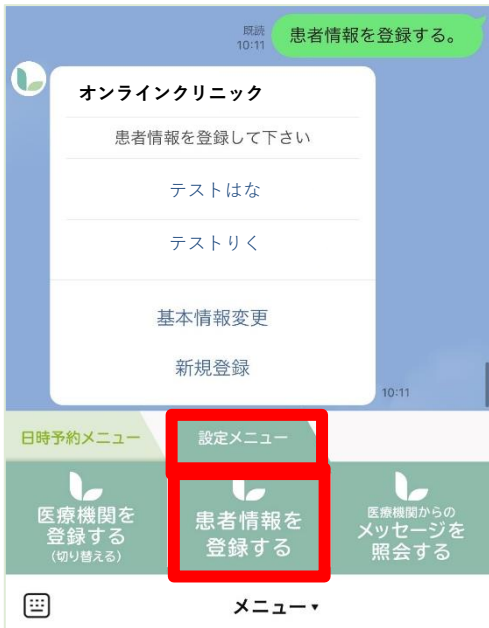 既読
10:11
患者情報を登録する。
オンラインクリニック
患者情報を登録して下さい
テストはな
テストりく
基本情報変更
新規登録
10:11
日時予約メニュー
設定メニュー
医療機関を
登録する
(切り替える)
患者情報を
登録する
医療機関からの
メッセージを
照会する
メニュー▾